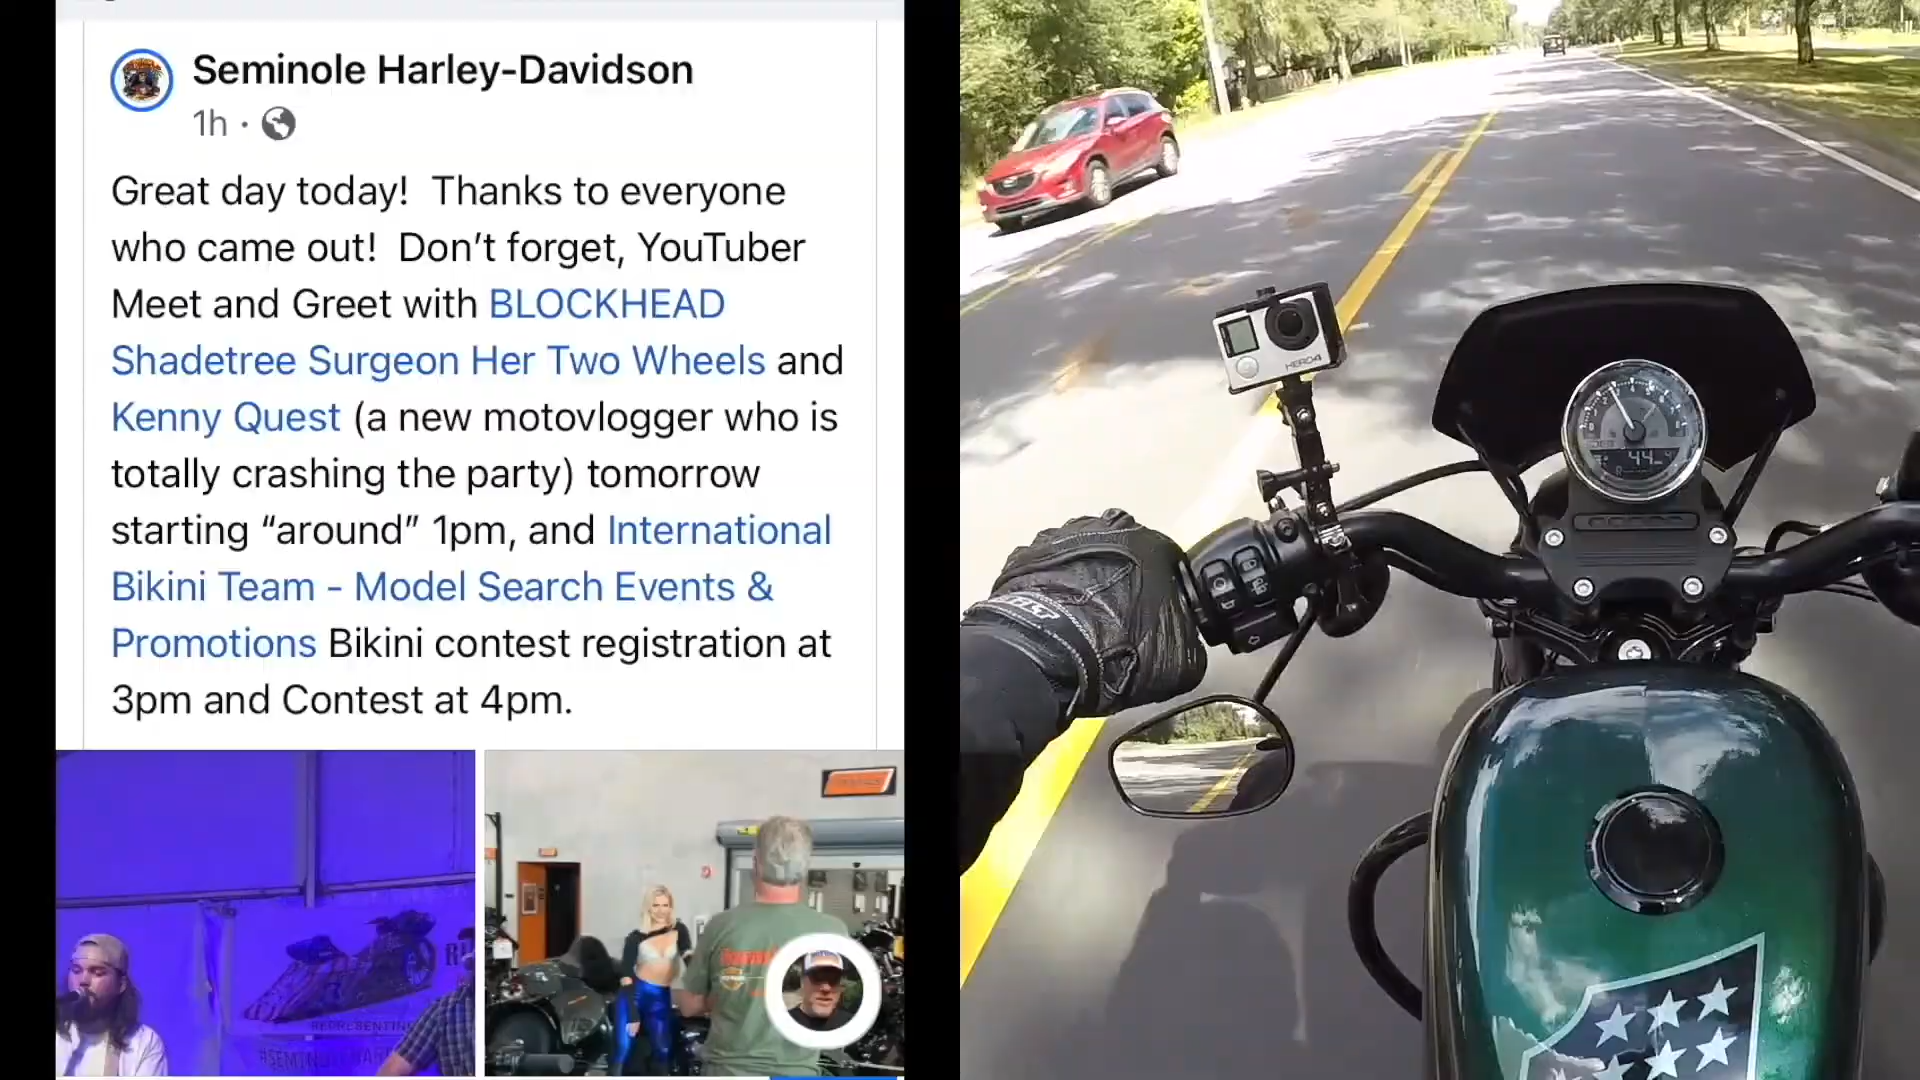 Seminole Harley-Davidson
1h ·
Great day today! Thanks to everyone
who came out! Don’t forget, YouTuber
Meet and Greet with BLOCKHEAD
Shadetree Surgeon Her Two Wheels and
Kenny Quest (a new motovlogger who is
totally crashing the party) tomorrow
starting “around” 1pm, and International
Bikini Team - Model Search Events &
Promotions Bikini contest registration at
3pm and Contest at 4pm.
REPRESENTING
HERO4
44